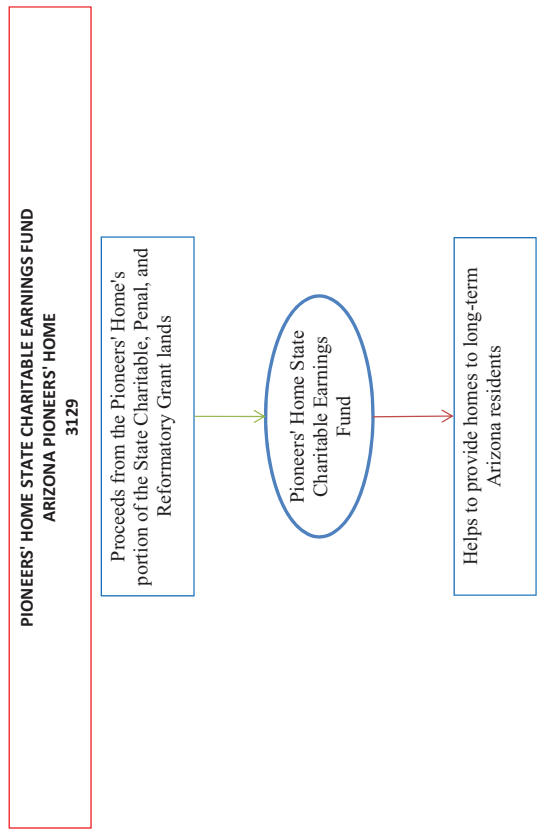 PIONEERS' HOME STATE CHARITABLE EARNINGS FUND
ARIZONA PIONEERS' HOME
3129
Proceeds from the Pioneers' Home's
portion of the State Charitable, Penal, and
Reformatory Grant lands
Pioneers' Home State
Charitable Earnings
Fund
Helps to provide homes to long-term
Arizona residents